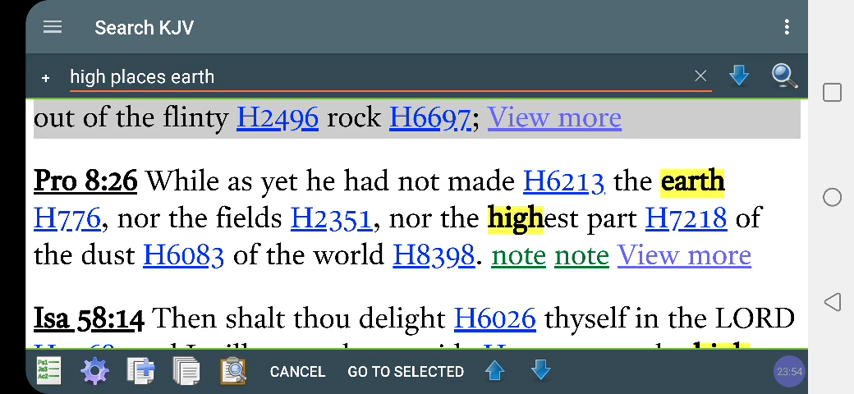 Search KJV
+ high places earth
out of the flinty H2496 rock H6697; View more
Pro 8:26 While as yet he had not made H6213 the earth
H776, nor the fields H2351, nor the highest part H7218 of
the dust H6083 of the world H8398. note note View more
Isa 58:14 Then shalt thou delight H6026 thyself in the LORD
CANCEL GO TO SELECTED 23:54